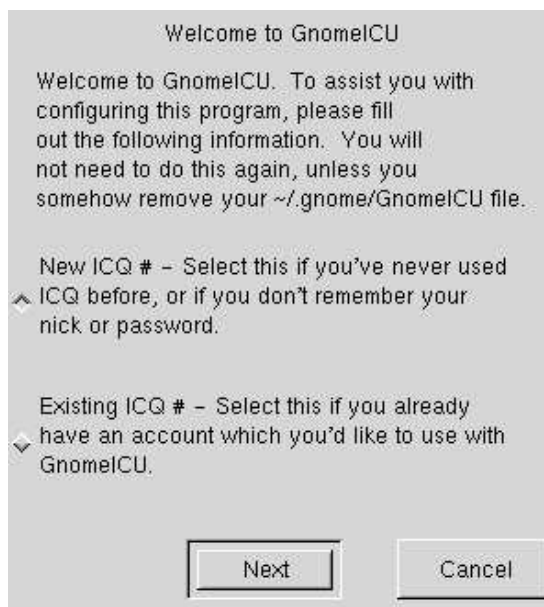 Welcome to GnomeICU
Welcome to GnomeICU. To assist you with
configuring this program, please fill
out the following information. You will
not need to do this again, unless you
somehow remove your ~/.gnome/GnomeICU file.
New ICQ # – Select this if you've never used
ICQ before, or if you don't remember your
nick or password.
Existing ICQ # – Select this if you already
have an account which you'd like to use with
GnomeICU.
Next
Cancel